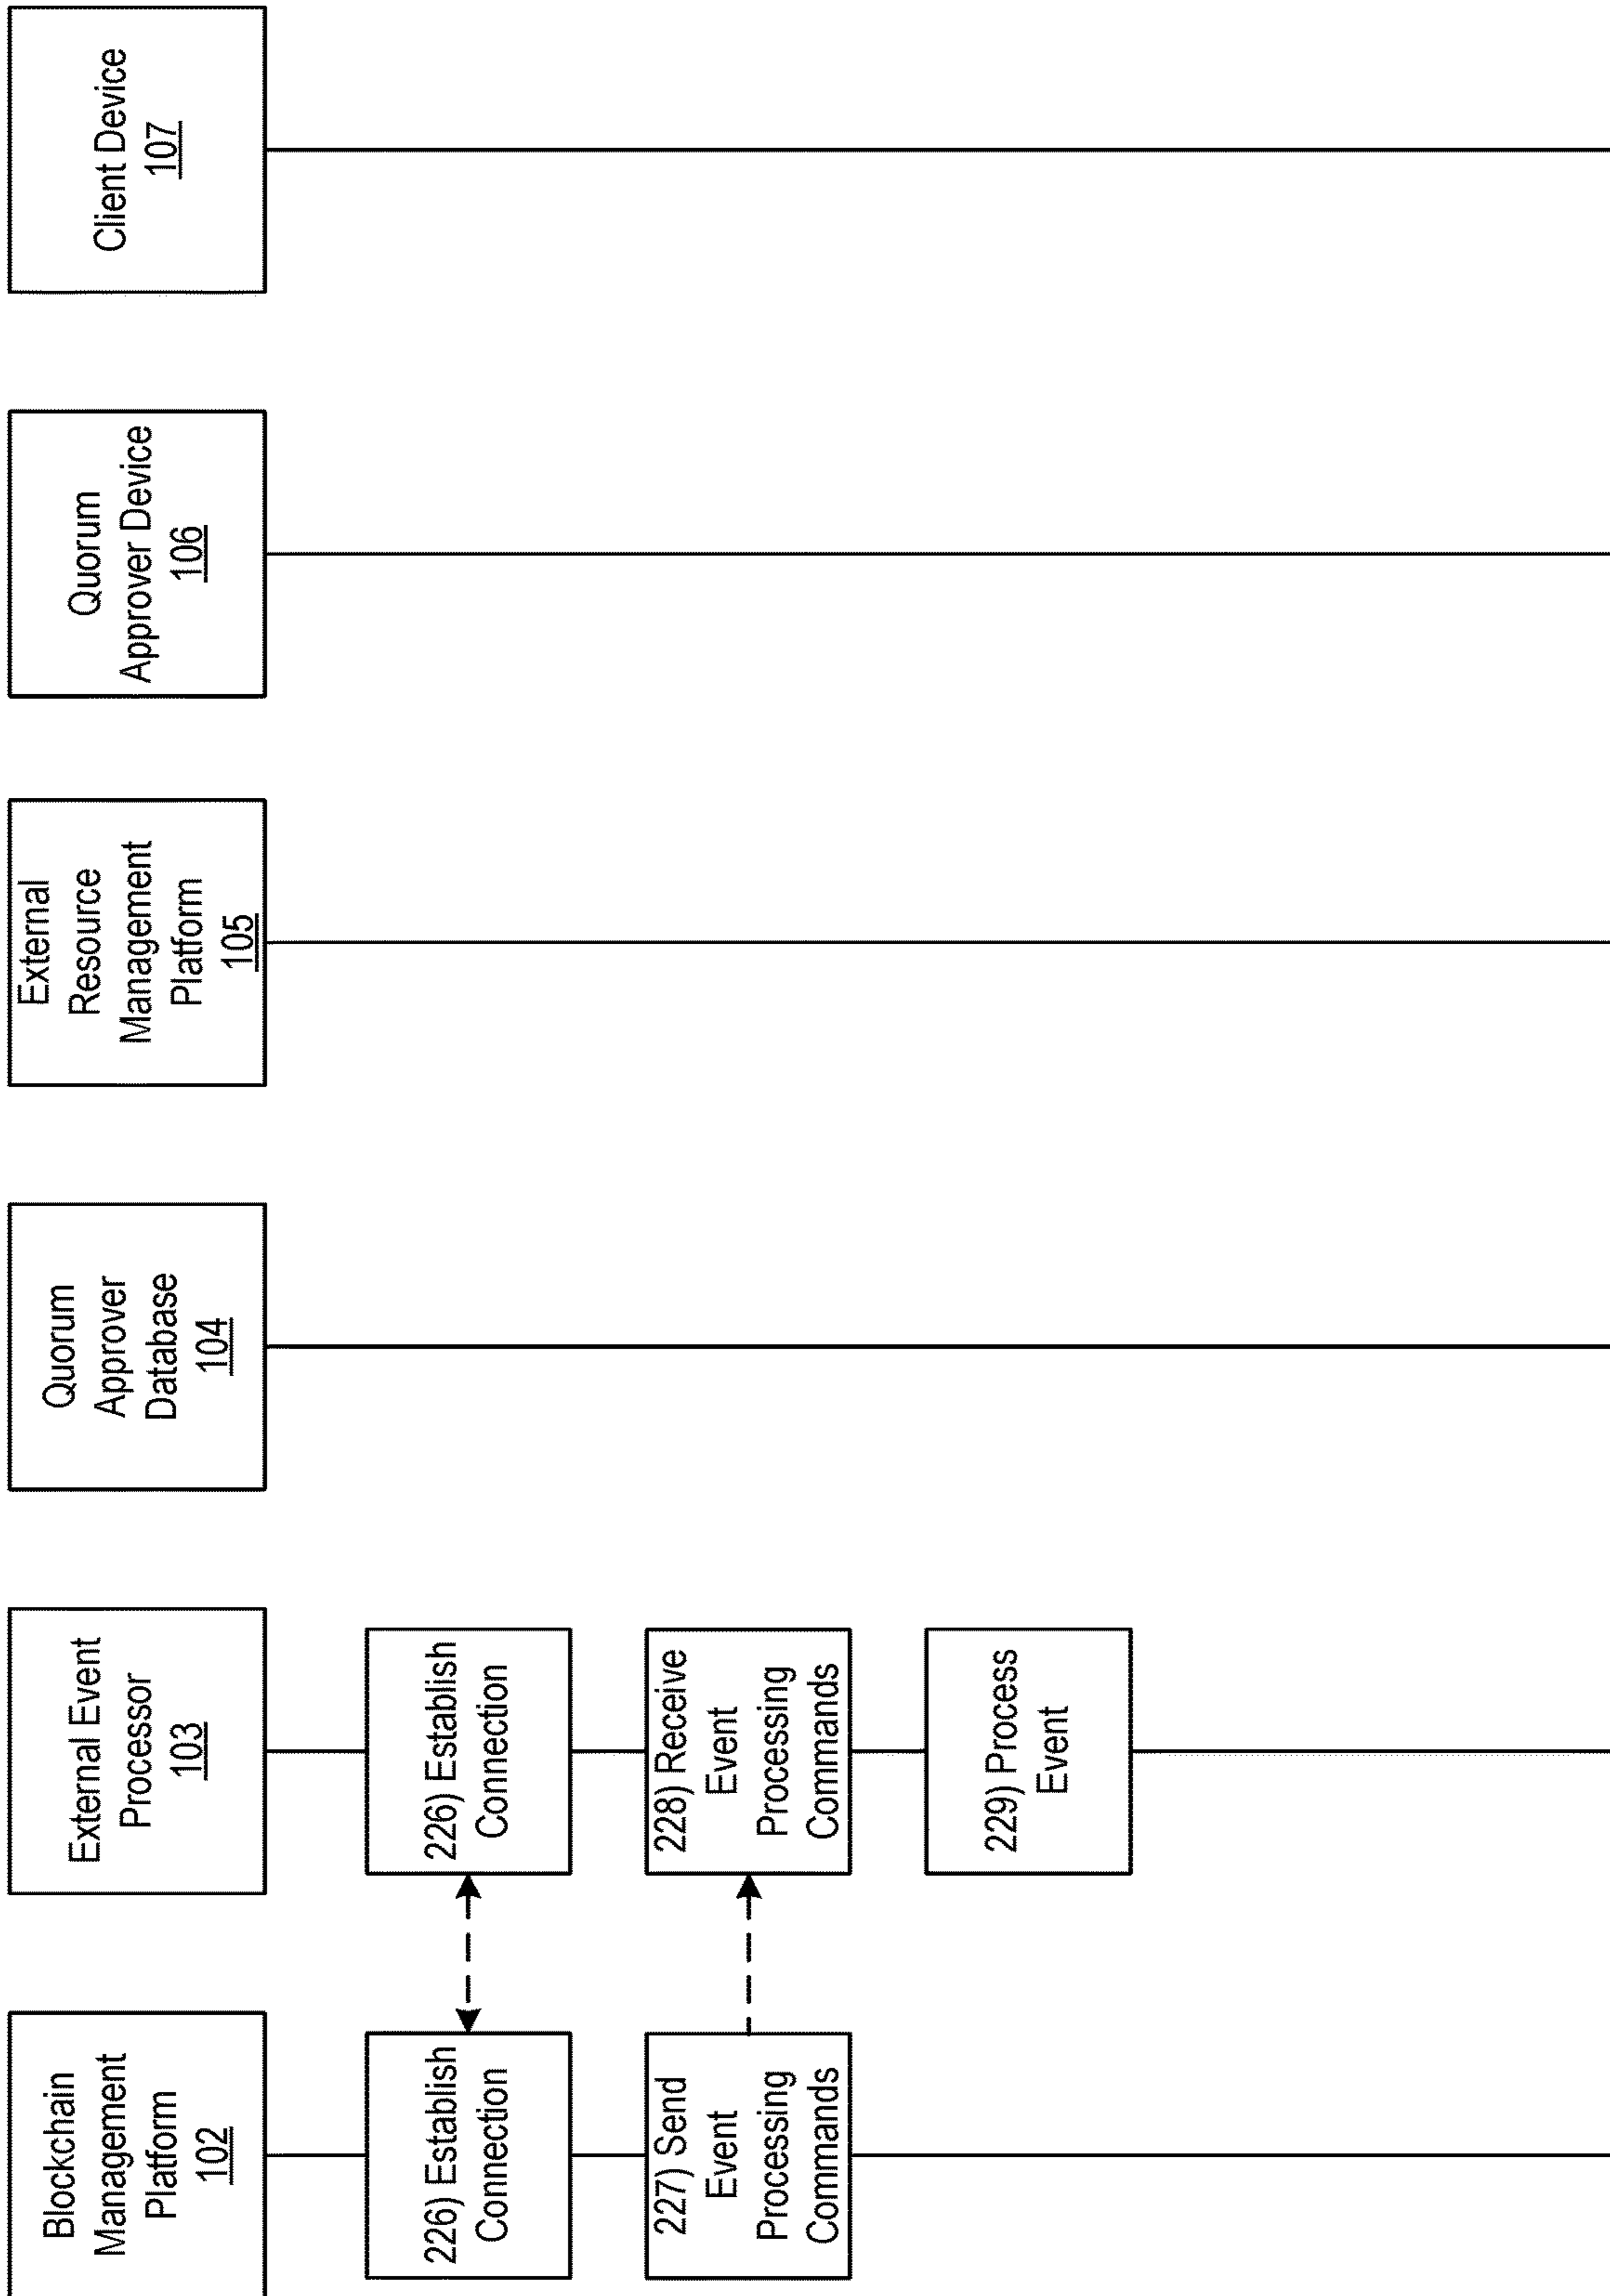 Blockchain
Management
Platform
102
External Event
Processor
103
Quorum
Approver
Database
104
External
Resource
Management
Platform
105
Quorum
Approver Device
106
Client Device
107
226) Establish
Connection
226) Establish
Connection
227) Send
Event
Processing
Commands
228) Receive
Event
Processing
Commands
229) Process
Event